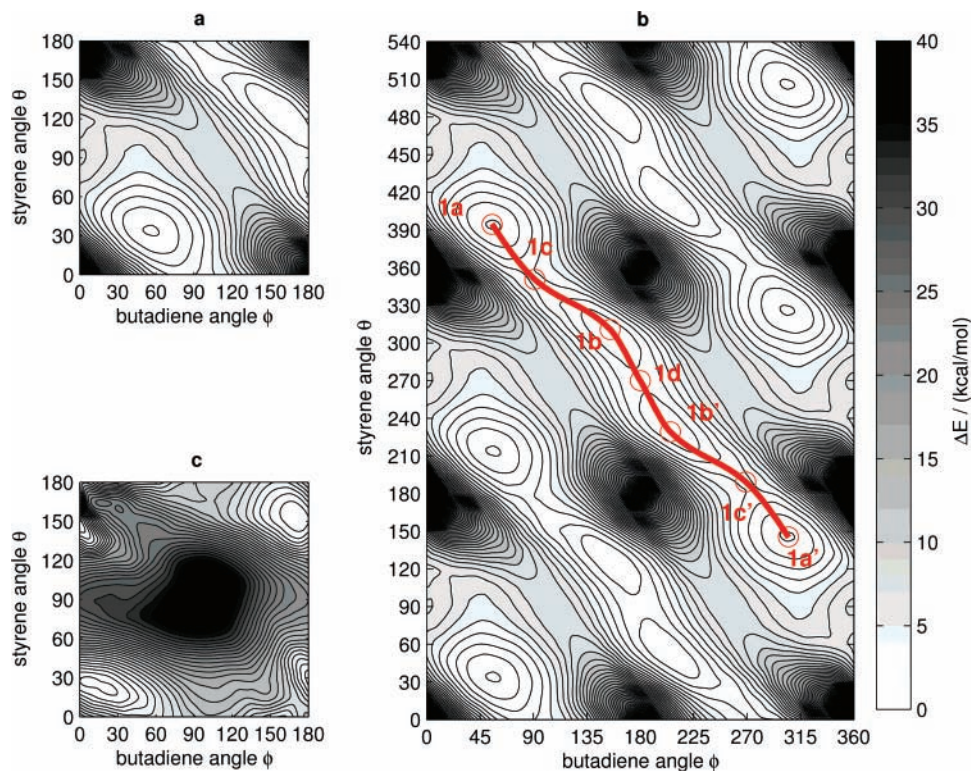 a
180
150
120
90
60
30
0
styrene angle θ
0 30 60 90 120 150 180
butadiene angle ϕ
c
180
150
120
90
60
30
0
styrene angle θ
0 30 60 90 120 150 180
butadiene angle ϕ
b
540
510
480
450
420
390
360
330
300
270
240
210
180
150
120
90
60
30
0
styrene angle θ
0 45 90 135 180 225 270 315 360
butadiene angle ϕ
1a
1c
1b
1d
1b’
1c’
1a’
40
35
30
25
20
15
10
5
0
ΔE / (kcal/mol)